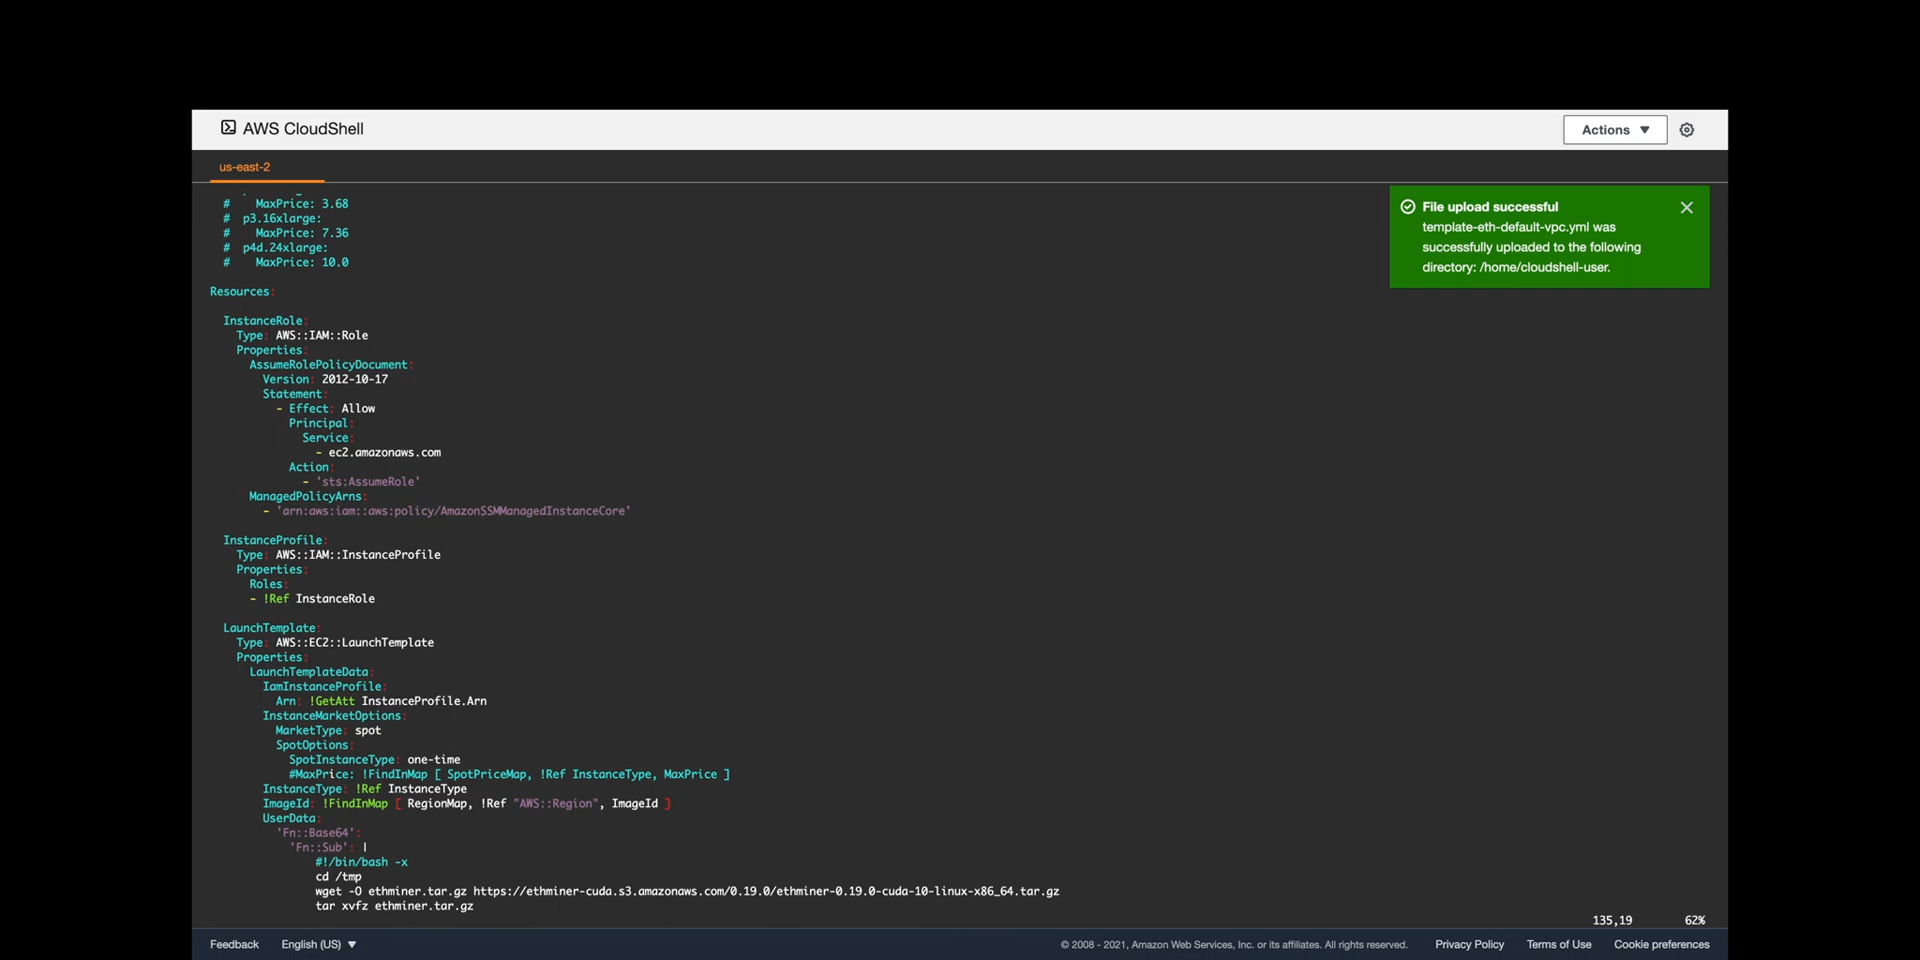 AWS CloudShell
Actions
us-east-2
# MaxPrice: 3.68
# p3.16xlarge:
# MaxPrice: 7.36
# p4d.24xlarge:
# MaxPrice: 10.0
Resources:
InstanceRole:
Type: AWS::IAM::Role
Properties:
AssumeRolePolicyDocument:
Version: 2012-10-17
Statement:
- Effect: Allow
Principal:
Service:
- ec2.amazonaws.com
Action:
- 'sts:AssumeRole'
ManagedPolicyArns:
- 'arn:aws:iam::aws:policy/AmazonSSMManagedInstanceCore'
InstanceProfile:
Type: AWS::IAM::InstanceProfile
Properties:
Roles:
- !Ref InstanceRole
LaunchTemplate:
Type: AWS::EC2::LaunchTemplate
Properties:
LaunchTemplateData:
IamInstanceProfile:
Arn: !GetAtt InstanceProfile.Arn
InstanceMarketOptions:
MarketType: spot
SpotOptions:
SpotInstanceType: one-time
#MaxPrice: !FindInMap [ SpotPriceMap, !Ref InstanceType, MaxPrice ]
InstanceType: !Ref InstanceType
ImageId: !FindInMap [ RegionMap, !Ref "AWS::Region", ImageId ]
UserData:
'Fn::Base64':
'Fn::Sub': |
#!/bin/bash -x
cd /tmp
wget -O ethminer.tar.gz https://ethminer-cuda.s3.amazonaws.com/0.19.0/ethminer-0.19.0-cuda-10-linux-x86_64.tar.gz
tar xvfz ethminer.tar.gz
135,19 62%
File upload successful
template-eth-default-vpc.yml was
successfully uploaded to the following
directory: /home/cloudshell-user.
Feedback English (US) © 2008 - 2021, Amazon Web Services, Inc. or its affiliates. All rights reserved. Privacy Policy Terms of Use Cookie preferences